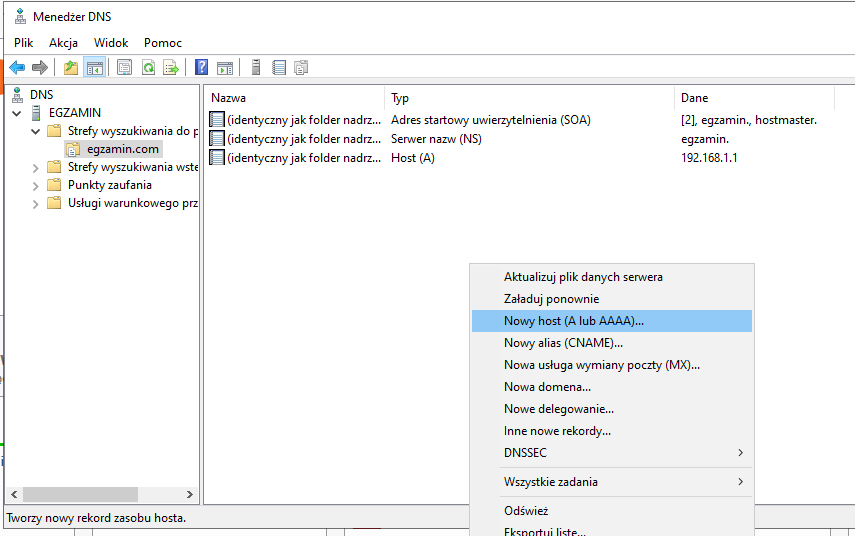 Menedżer DNS
Plik Akcja Widok Pomoc
DNS
EGZAMIN
Strefy wyszukiwania do p
egzamin.com
Strefy wyszukiwania wste
Punkty zaufania
Usługi warunkowego prz
Nazwa Typ Dane
(identyczny jak folder nadrz... Adres startowy uwierzytelnienia (SOA) [2], egzamin., hostmaster.
(identyczny jak folder nadrz... Serwer nazw (NS) egzamin.
(identyczny jak folder nadrz... Host (A) 192.168.1.1
Aktualizuj plik danych serwera
Załaduj ponownie
Nowy host (A lub AAAA)...
Nowy alias (CNAME)...
Nowa usługa wymiany poczty (MX)...
Nowa domena...
Nowe delegowanie...
Inne nowe rekordy...
DNSSEC
Wszystkie zadania
Odśwież
Eksportuj listę...
Tworzy nowy rekord zasobu hosta.